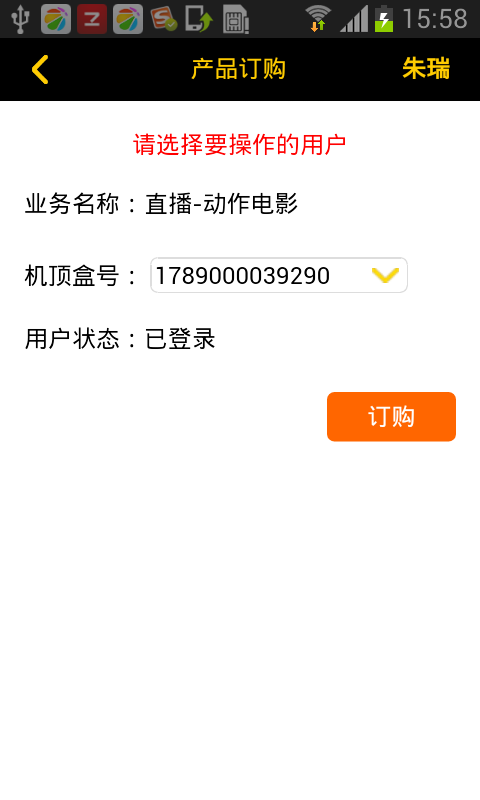 15:58
产品订购 朱瑞
请选择要操作的用户
业务名称：直播-动作电影
机顶盒号：1789000039290
用户状态：已登录
订购